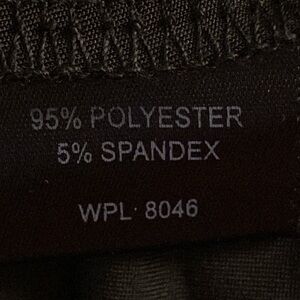 95% POLYESTER
5% SPANDEX
WPL 8046